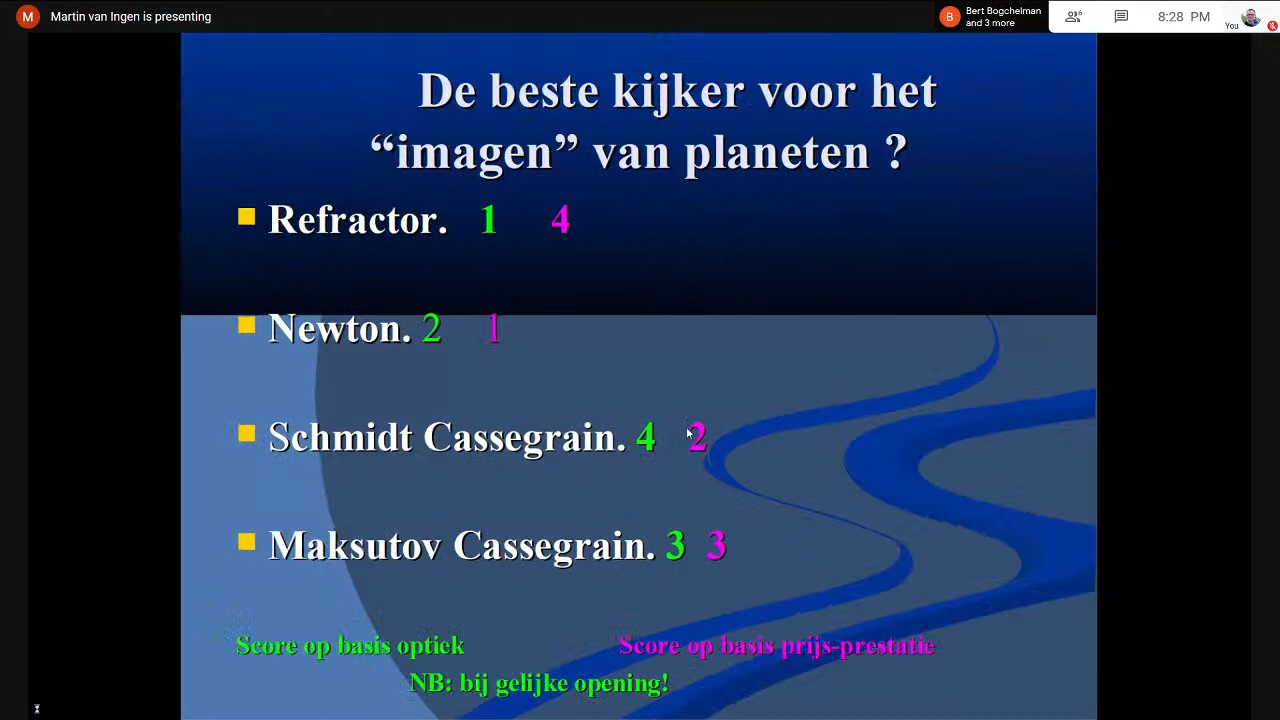 Martin van Ingen is presenting
Bert Bogchelman
and 3 more
6
8:28 PM
You
De beste kijker voor het
“imagen” van planeten ?
Refractor. 1 4
Newton. 2 1
Schmidt Cassegrain. 4 2
Maksutov Cassegrain. 3 3
Score op basis optiek Score op basis prijs-prestatie
NB: bij gelijke opening!